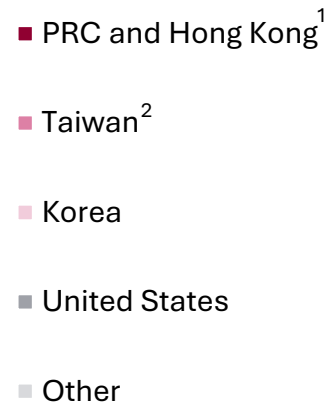 PRC and Hong Kong¹
Taiwan²
Korea
United States
Other